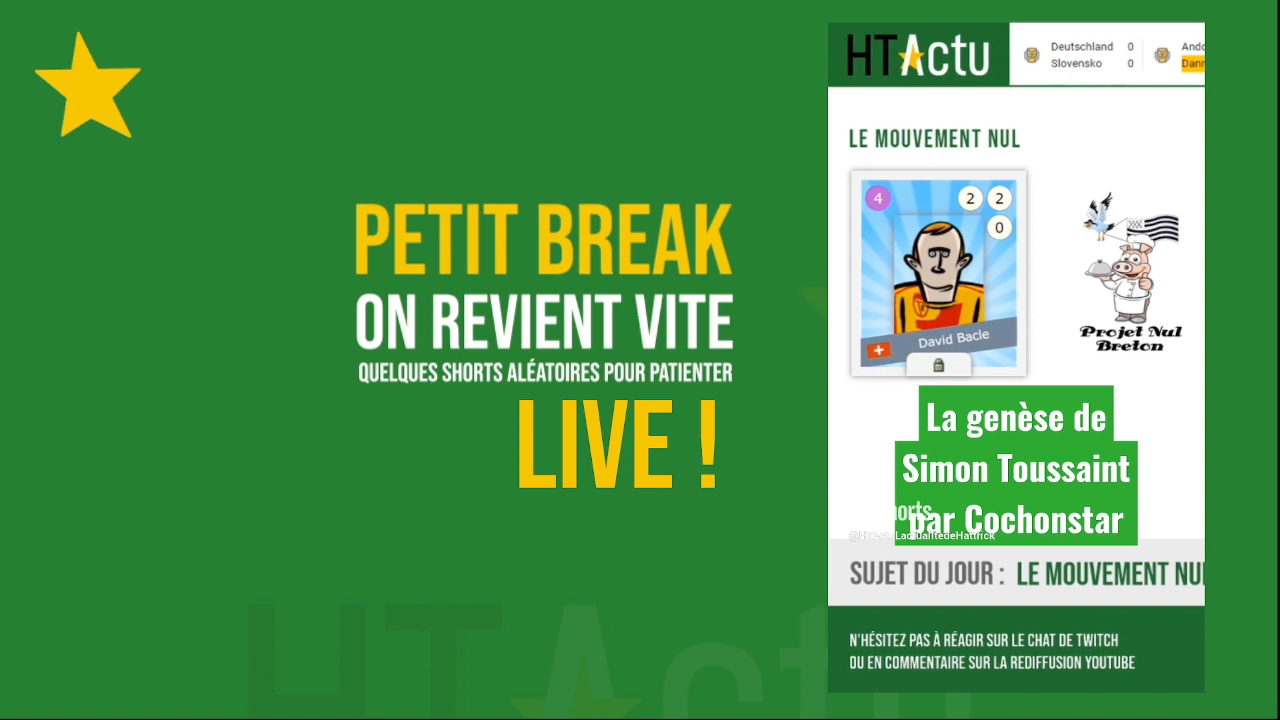 PETIT BREAK
ON REVIENT VITE
QUELQUES SHORTS ALÉATOIRES POUR PATIENTER
LIVE !
HTActu
Deutschland 0
Slovensko 0
LE MOUVEMENT NUL
4
2 2
0
David Bacle
Projet Nul
Breton
La genèse de
Simon Toussaint
par Cochonstar
SUJET DU JOUR : LE MOUVEMENT NUL
N'HÉSITEZ PAS À RÉAGIR SUR LE CHAT DE TWITCH
OU EN COMMENTAIRE SUR LA REDIFFUSION YOUTUBE
HTActu